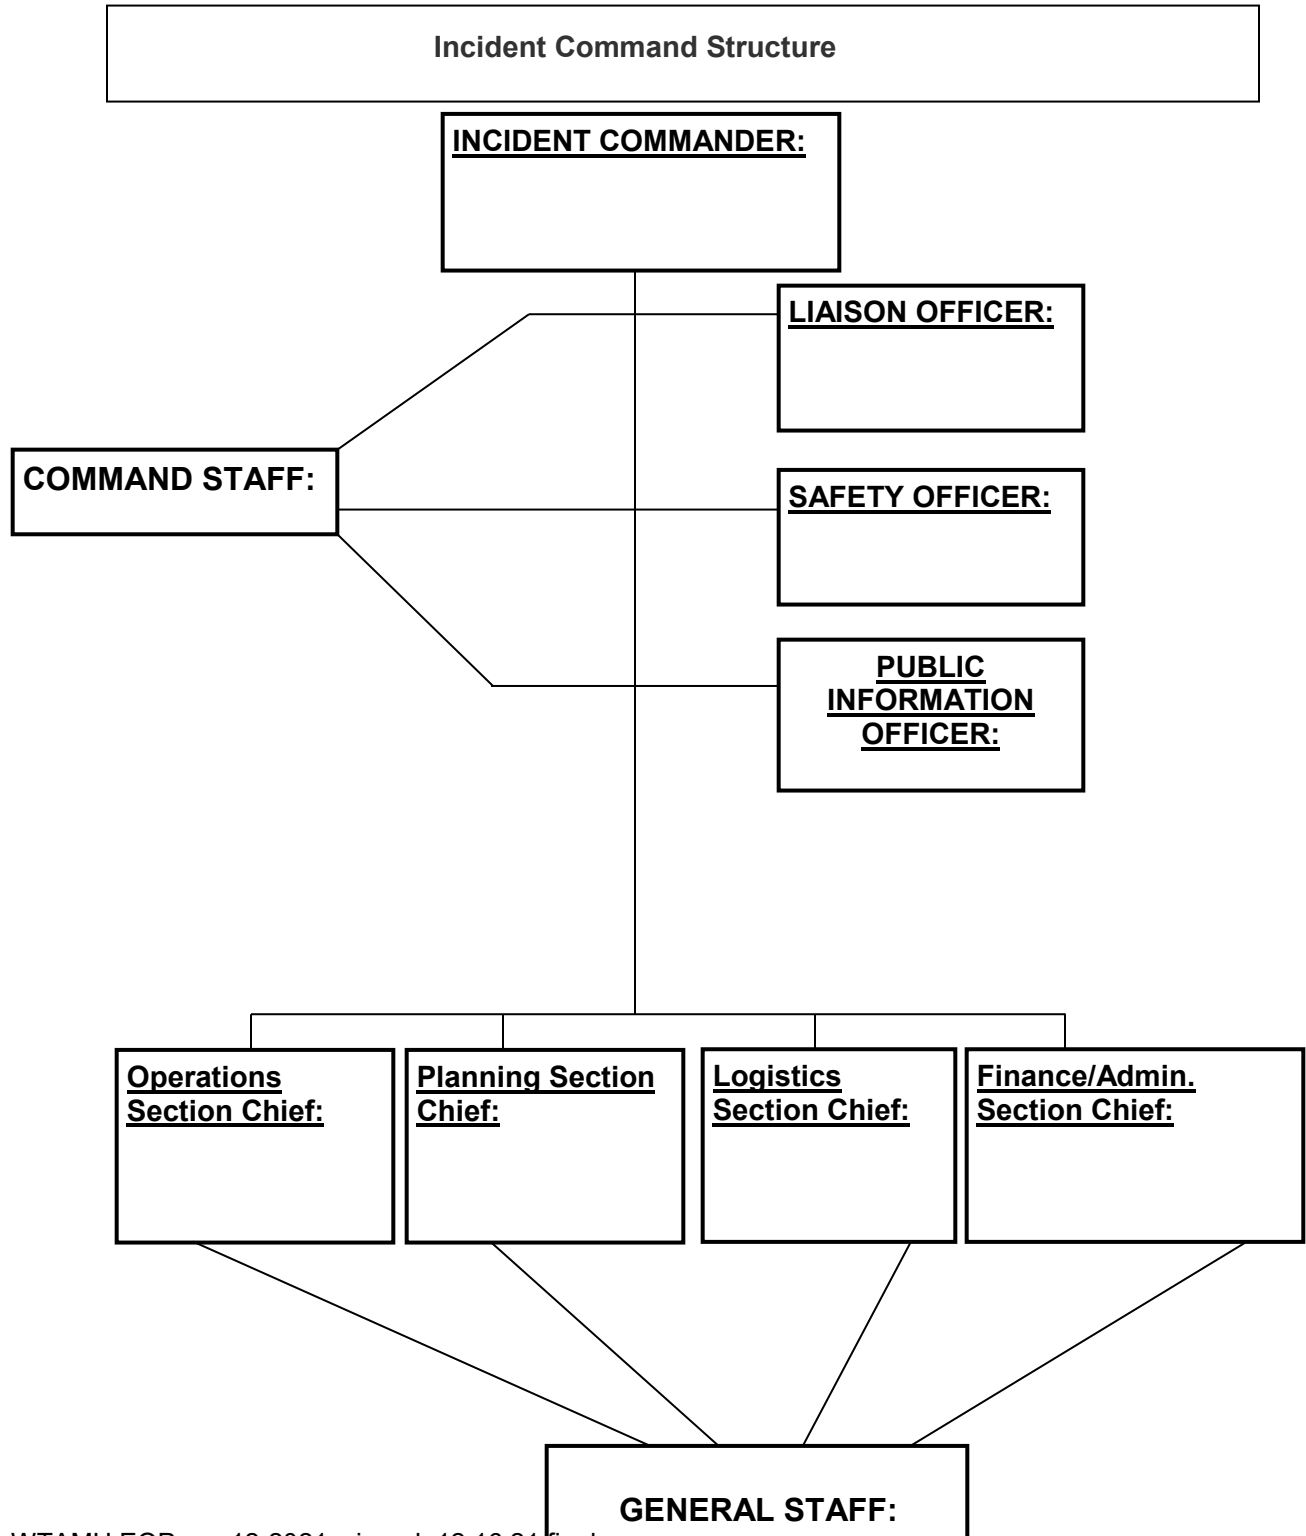 Incident Command Structure
INCIDENT COMMANDER:
LIAISON OFFICER:
COMMAND STAFF:
SAFETY OFFICER:
PUBLIC
INFORMATION
OFFICER:
Operations
Section Chief:
Planning Section
Chief:
Logistics
Section Chief:
Finance/Admin.
Section Chief:
GENERAL STAFF: